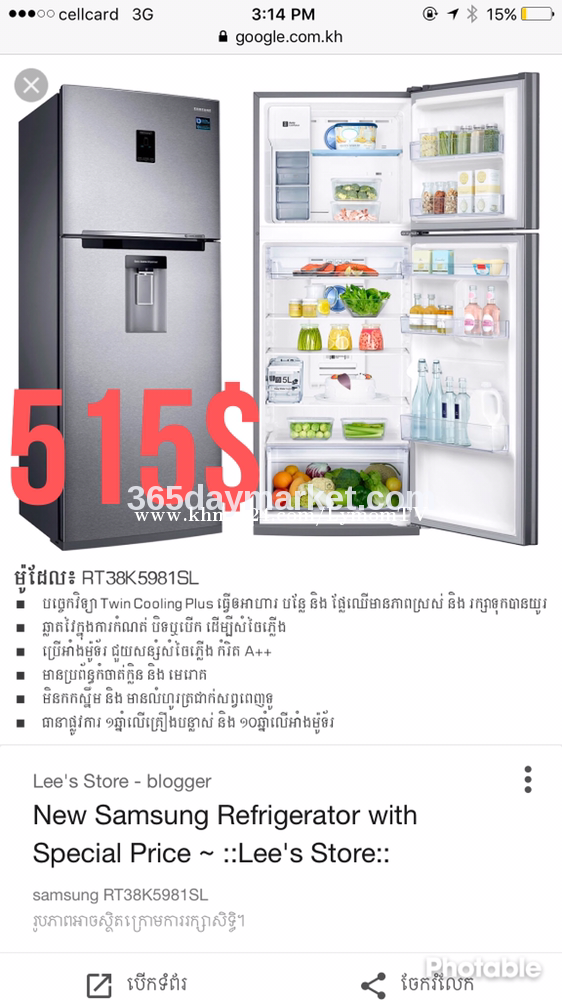 cellcard 3G 3:14 PM 15%
google.com.kh
SAMSUNG
5L
515$
365daymarket.com
ម៉ូដែល៖ RT38K5981SL
បច្ចេកវិទ្យា Twin Cooling Plus ធ្វើឲអាហារ បន្លែ និង ផ្លែឈើមានភាពស្រស់ និង រក្សាទុកបានយូរ
ឆ្លាតវៃក្នុងការកំណត់ បិទឬបើក ដើម្បីសំចៃភ្លើង
ប្រើអាំងម៉ូទ័រ ជួយសន្សំសំចៃភ្លើង កំរិត A++
មានប្រព័ន្ធកំចាត់ក្លិន និង មេរោគ
មិនកកស្ទឹម និង មានលំហូរត្រជាក់សព្វពេញទូ
ធានាផ្លូវការ ១ឆ្នាំលើគ្រឿងបន្លាស់ និង ១០ឆ្នាំលើអាំងម៉ូទ័រ
Lee's Store - blogger
New Samsung Refrigerator with
Special Price ~ ::Lee's Store::
samsung RT38K5981SL
រូបភាពអាចស្ថិតក្រោមការរក្សាសិទ្ធិ។
Photable
បើកទំព័រ
ចែករំលែក